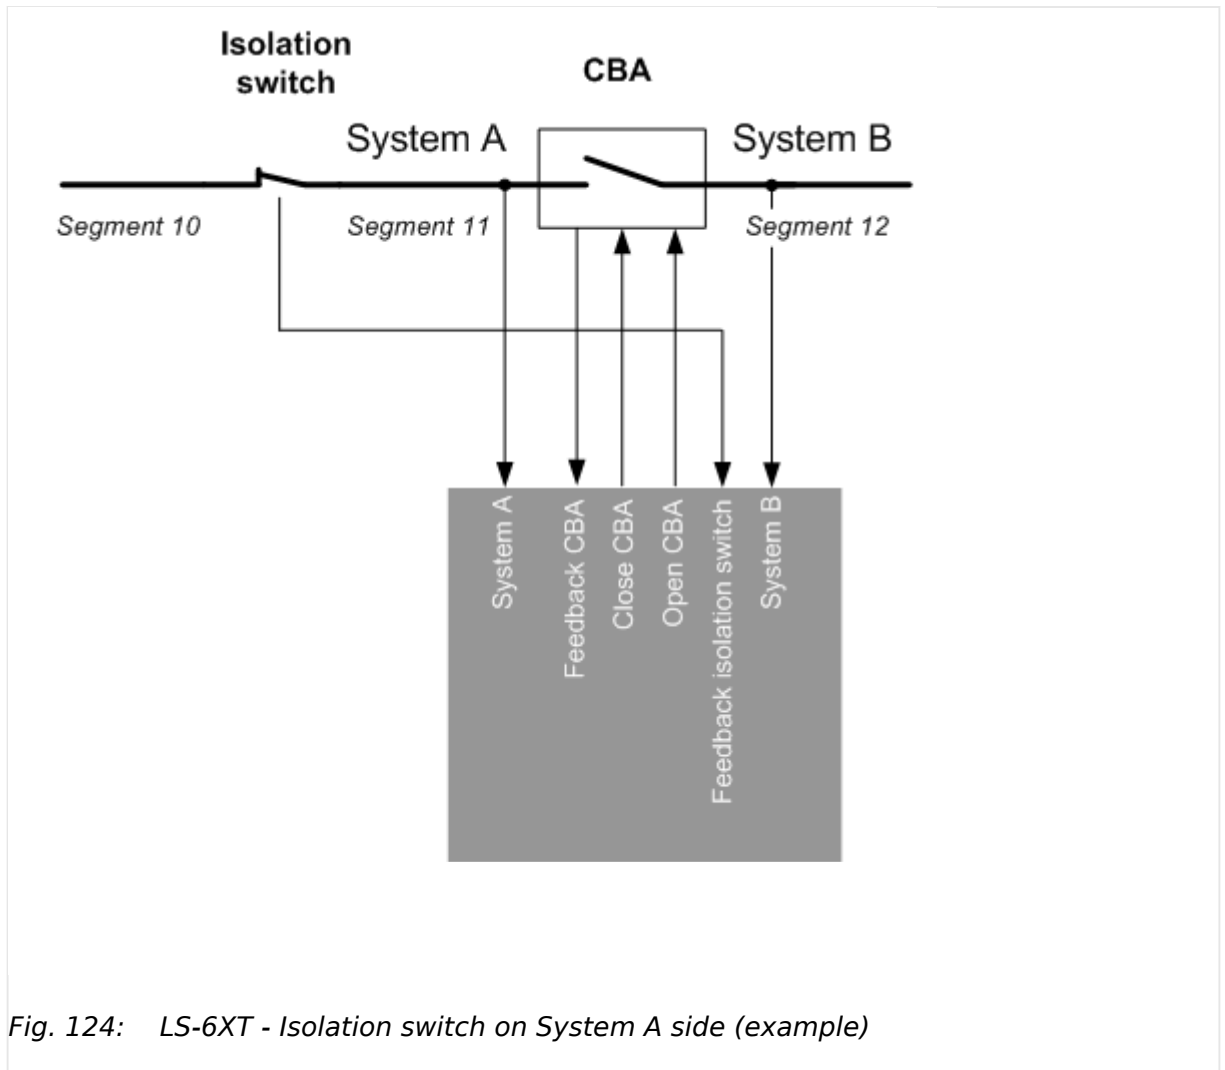 Isolation
switch
CBA
System A
System B
Segment 10
Segment 11
Segment 12
System A
Feedback CBA
Close CBA
Open CBA
Feedback isolation switch
System B
Fig. 124: LS-6XT - Isolation switch on System A side (example)